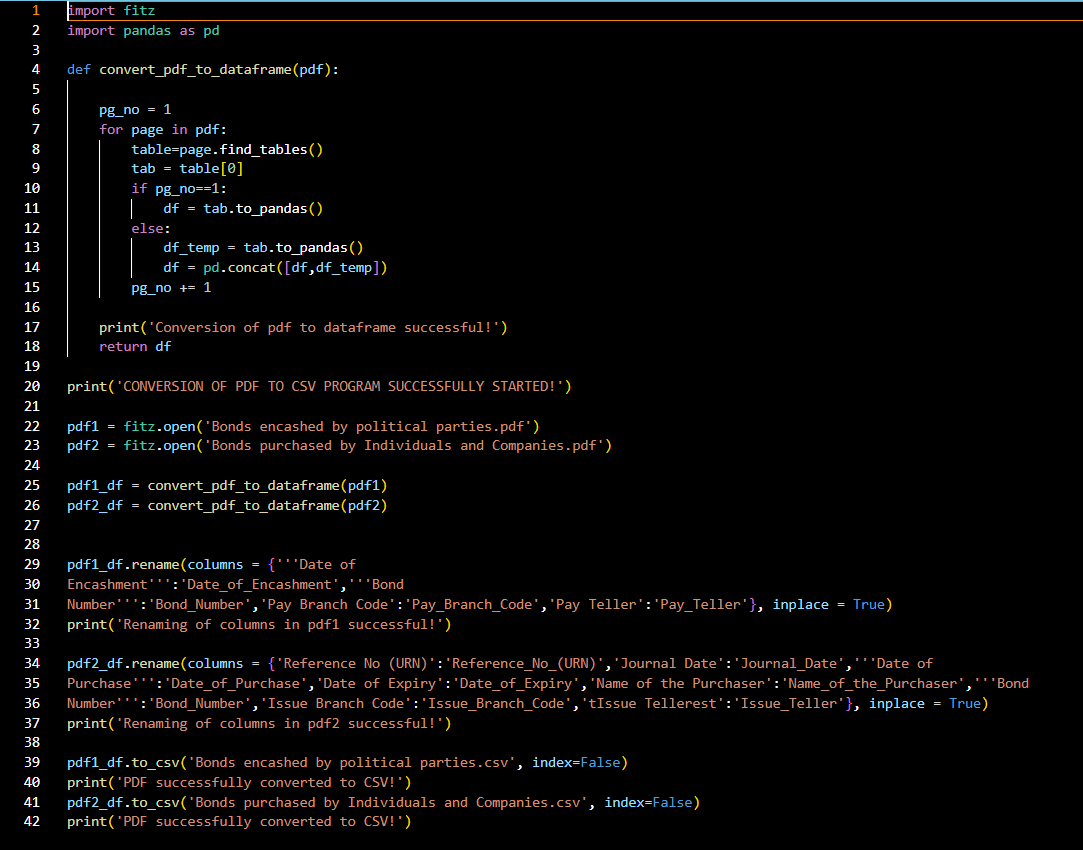 1 import fitz
2 import pandas as pd
3
4 def convert_pdf_to_dataframe(pdf):
5
6     pg_no = 1
7     for page in pdf:
8         table=page.find_tables()
9         tab = table[0]
10         if pg_no==1:
11             df = tab.to_pandas()
12         else:
13             df_temp = tab.to_pandas()
14             df = pd.concat([df,df_temp])
15         pg_no += 1
16
17     print('Conversion of pdf to dataframe successful!')
18     return df
19
20 print('CONVERSION OF PDF TO CSV PROGRAM SUCCESSFULLY STARTED!')
21
22 pdf1 = fitz.open('Bonds encashed by political parties.pdf')
23 pdf2 = fitz.open('Bonds purchased by Individuals and Companies.pdf')
24
25 pdf1_df = convert_pdf_to_dataframe(pdf1)
26 pdf2_df = convert_pdf_to_dataframe(pdf2)
27
28
29 pdf1_df.rename(columns = {'''Date of
30 Encashment''':'Date_of_Encashment','''Bond
31 Number''':'Bond_Number','Pay Branch Code':'Pay_Branch_Code','Pay Teller':'Pay_Teller'}, inplace = True)
32 print('Renaming of columns in pdf1 successful!')
33
34 pdf2_df.rename(columns = {'Reference No (URN)':'Reference_No_(URN)','Journal Date':'Journal_Date','''Date of
35 Purchase''':'Date_of_Purchase','Date of Expiry':'Date_of_Expiry','Name of the Purchaser':'Name_of_the_Purchaser','''Bond
36 Number''':'Bond_Number','Issue Branch Code':'Issue_Branch_Code','tIssue Tellerest':'Issue_Teller'}, inplace = True)
37 print('Renaming of columns in pdf2 successful!')
38
39 pdf1_df.to_csv('Bonds encashed by political parties.csv', index=False)
40 print('PDF successfully converted to CSV!')
41 pdf2_df.to_csv('Bonds purchased by Individuals and Companies.csv', index=False)
42 print('PDF successfully converted to CSV!')